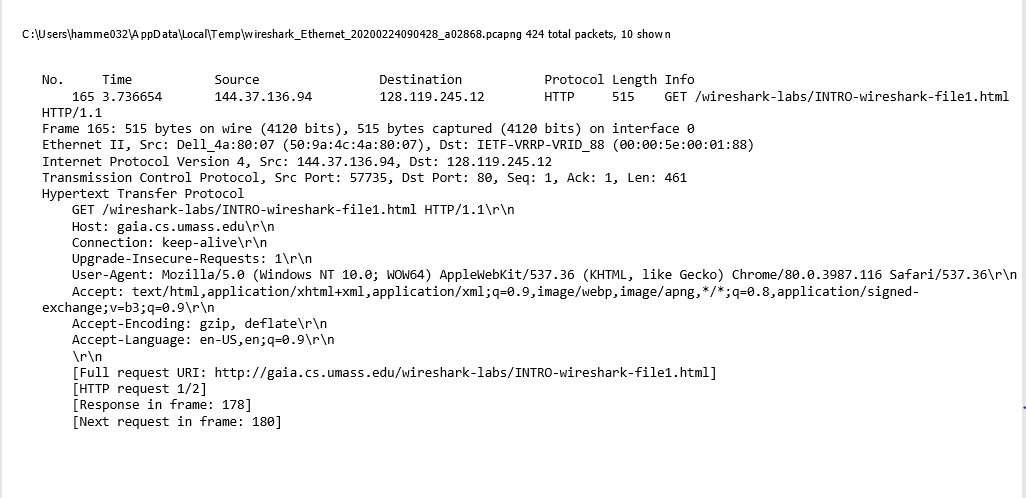 C:\Users\hamme032\AppData\Local\Temp\wireshark_Ethernet_20200224090428_a02868.pcapng 424 total packets, 10 shown
No. Time Source Destination Protocol Length Info
165 3.736654 144.37.136.94 128.119.245.12 HTTP 515 GET /wireshark-labs/INTRO-wireshark-file1.html
HTTP/1.1
Frame 165: 515 bytes on wire (4120 bits), 515 bytes captured (4120 bits) on interface 0
Ethernet II, Src: Dell_4a:80:07 (50:9a:4c:4a:80:07), Dst: IETF-VRRP-VRID_88 (00:00:5e:00:01:88)
Internet Protocol Version 4, Src: 144.37.136.94, Dst: 128.119.245.12
Transmission Control Protocol, Src Port: 57735, Dst Port: 80, Seq: 1, Ack: 1, Len: 461
Hypertext Transfer Protocol
GET /wireshark-labs/INTRO-wireshark-file1.html HTTP/1.1\r\n
Host: gaia.cs.umass.edu\r\n
Connection: keep-alive\r\n
Upgrade-Insecure-Requests: 1\r\n
User-Agent: Mozilla/5.0 (Windows NT 10.0; WOW64) AppleWebKit/537.36 (KHTML, like Gecko) Chrome/80.0.3987.116 Safari/537.36\r\n
Accept: text/html,application/xhtml+xml,application/xml;q=0.9,image/webp,image/apng,*/*;q=0.8,application/signed-
exchange;v=b3;q=0.9\r\n
Accept-Encoding: gzip, deflate\r\n
Accept-Language: en-US,en;q=0.9\r\n
\r\n
[Full request URI: http://gaia.cs.umass.edu/wireshark-labs/INTRO-wireshark-file1.html]
[HTTP request 1/2]
[Response in frame: 178]
[Next request in frame: 180]